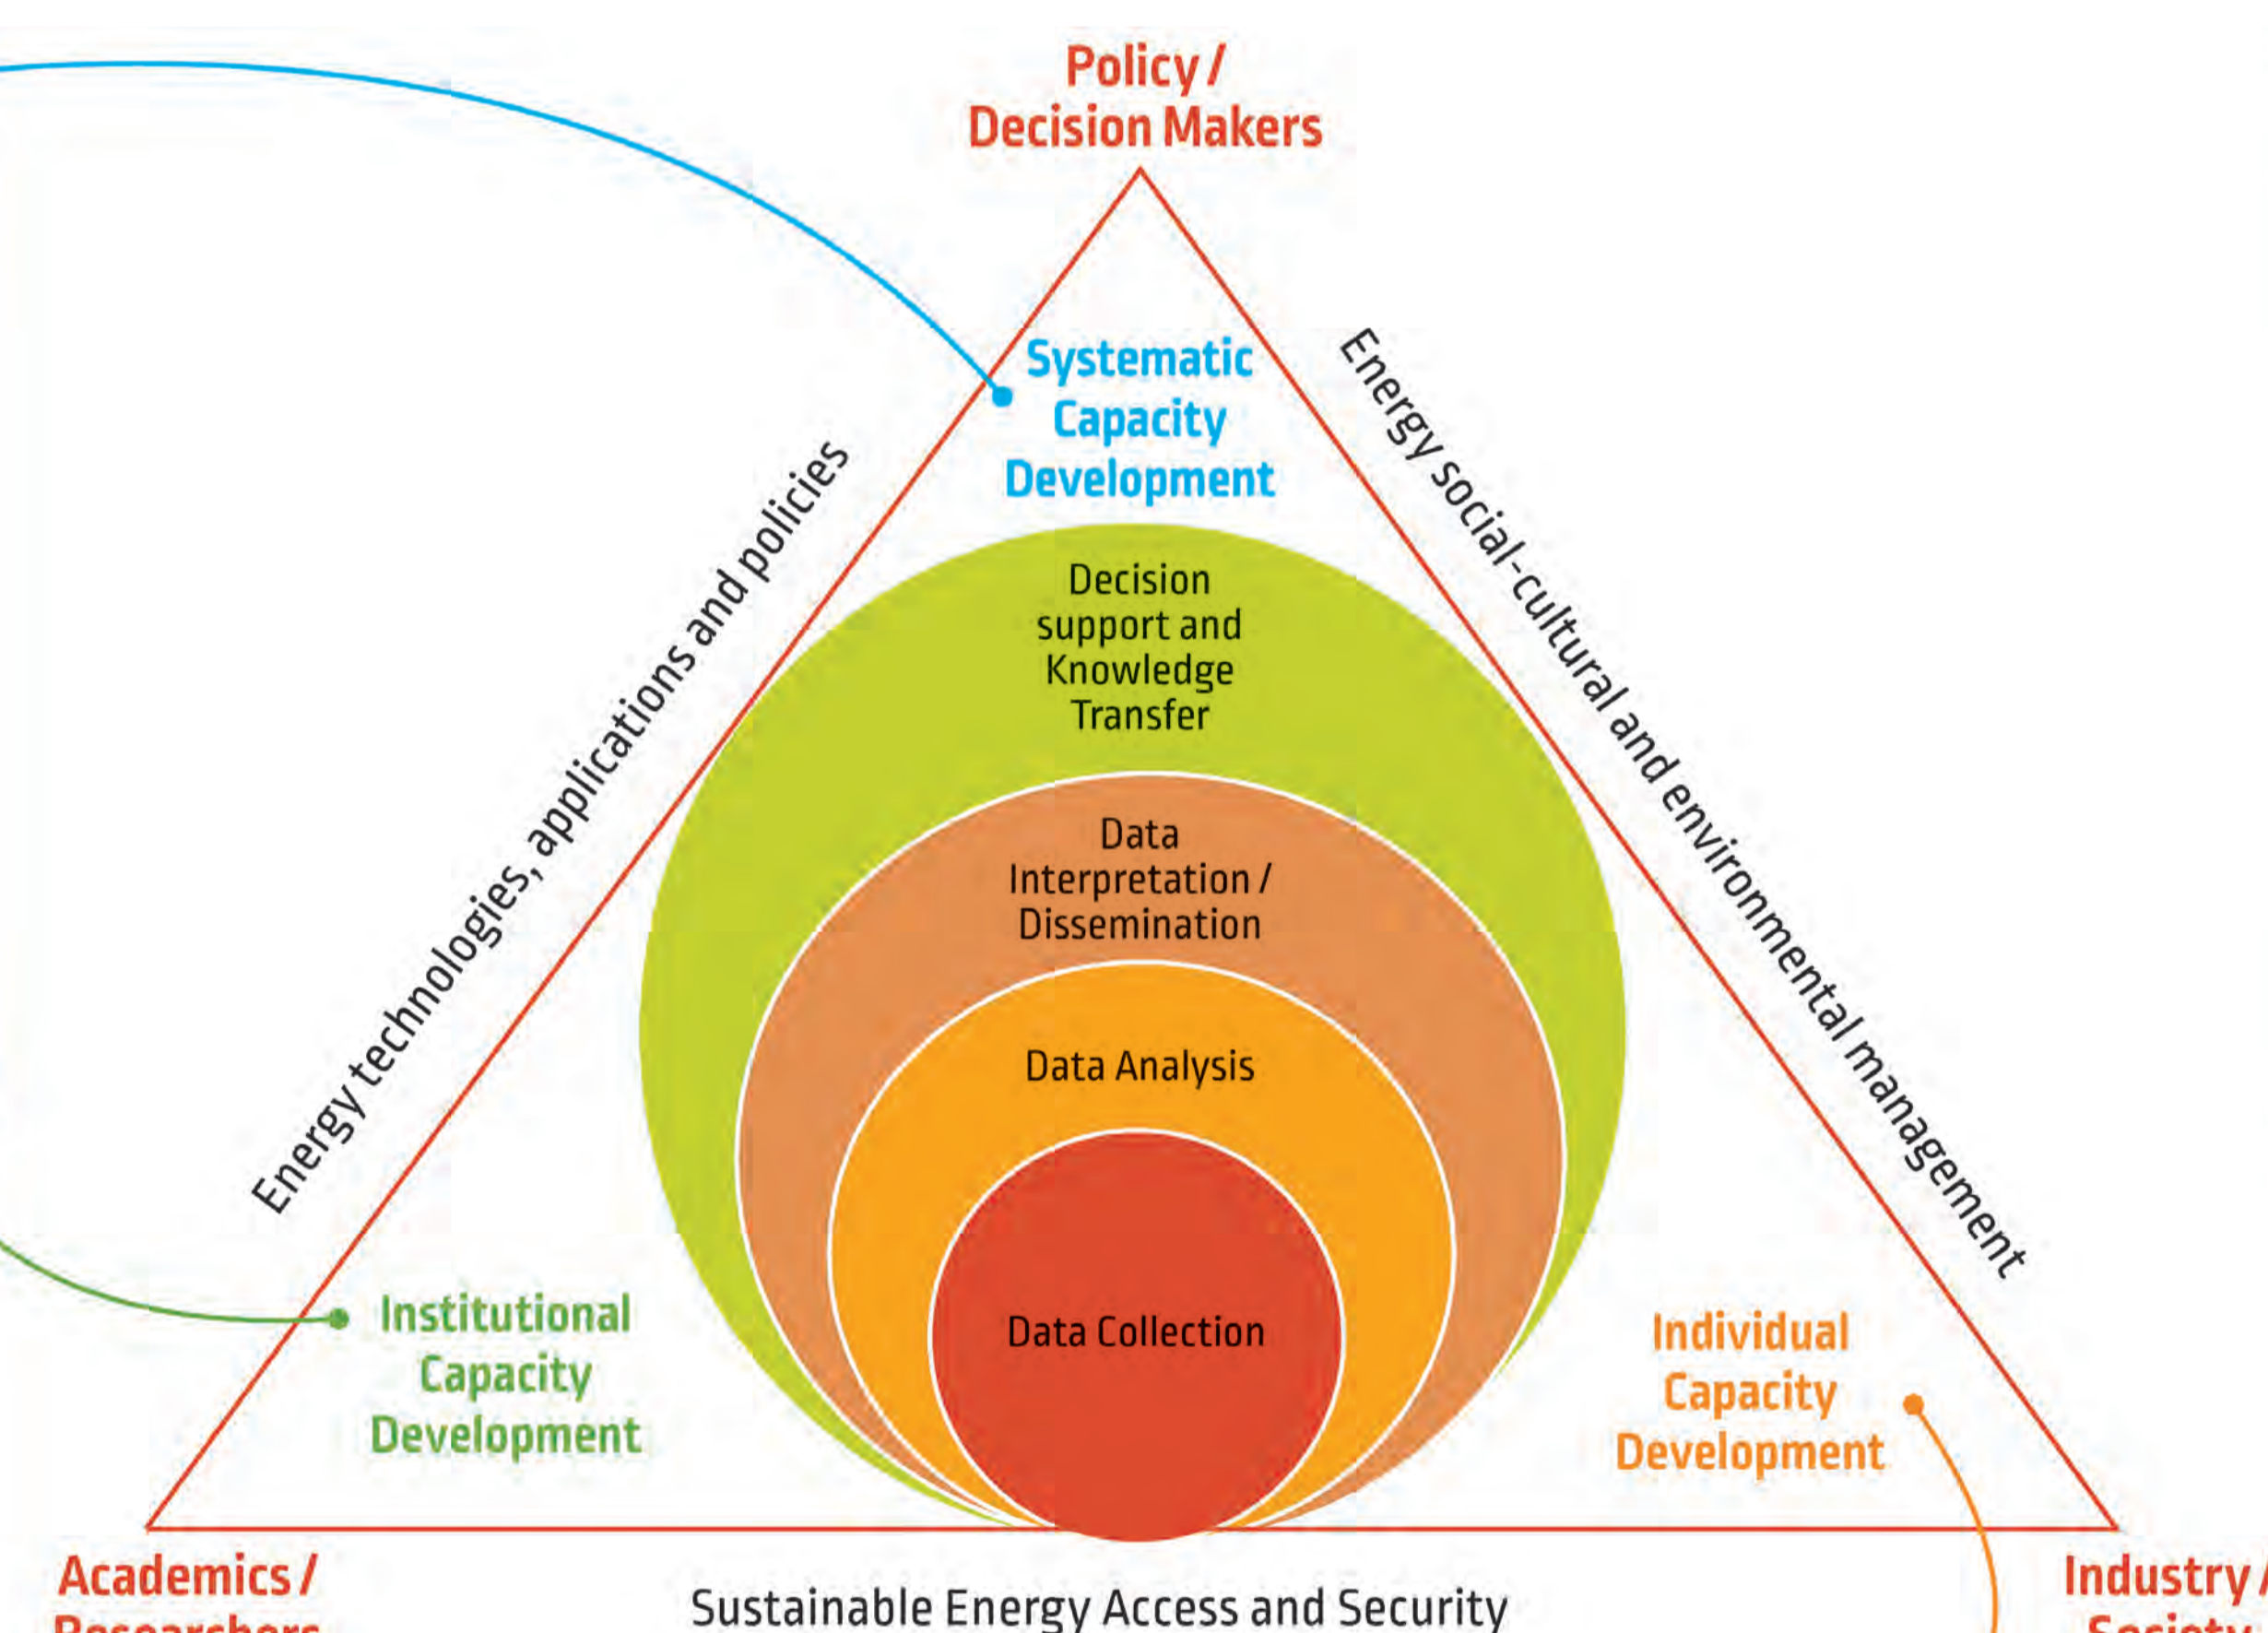 Policy /
Decision Makers
Systematic
Capacity
Development
Energy technologies, applications and policies
Energy social-cultural and environmental management
Decision
support and
Knowledge
Transfer
Data
Interpretation /
Dissemination
Data Analysis
Data Collection
Institutional
Capacity
Development
Individual
Capacity
Development
Academics /
Researchers
Industry /
Society
Sustainable Energy Access and Security